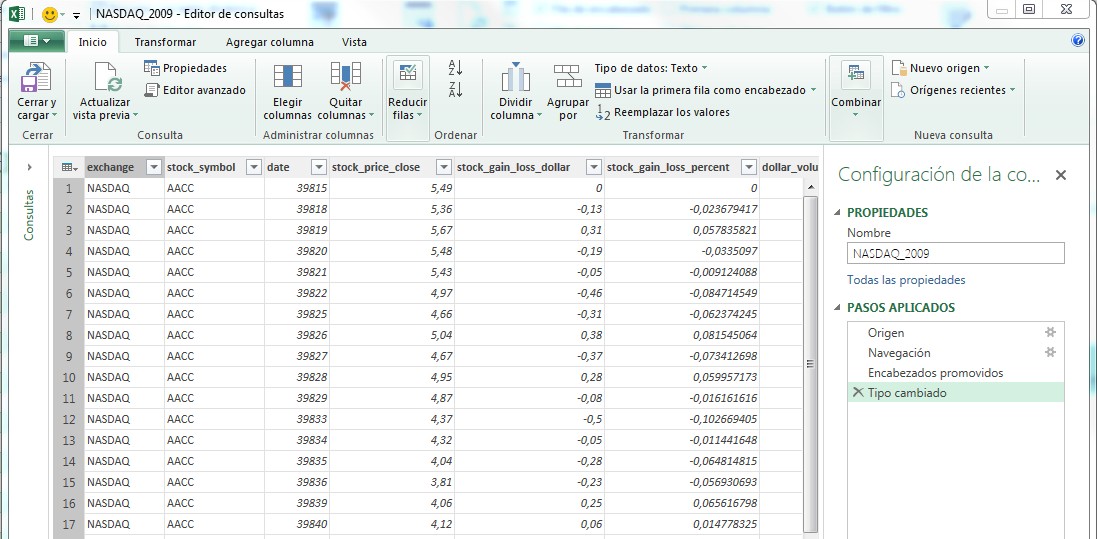 NASDAQ_2009 - Editor de consultas
Inicio Transformar Agregar columna Vista
Cerrar y cargar
Cerrar
Actualizar vista previa
Propiedades
Editor avanzado
Consulta
Elegir columnas
Quitar columnas
Administrar columnas
Reducir filas
Ordenar
Dividir columna
Agrupar por
Tipo de datos: Texto
Usar la primera fila como encabezado
Reemplazar los valores
Transformar
Combinar
Nuevo origen
Orígenes recientes
Nueva consulta
Consultas
exchange stock_symbol date stock_price_close stock_gain_loss_dollar stock_gain_loss_percent dollar_volu
1 NASDAQ AACC 39815 5,49 0 0
2 NASDAQ AACC 39818 5,36 -0,13 -0,023679417
3 NASDAQ AACC 39819 5,67 0,31 0,057835821
4 NASDAQ AACC 39820 5,48 -0,19 -0,0335097
5 NASDAQ AACC 39821 5,43 -0,05 -0,009124088
6 NASDAQ AACC 39822 4,97 -0,46 -0,084714549
7 NASDAQ AACC 39825 4,66 -0,31 -0,062374245
8 NASDAQ AACC 39826 5,04 0,38 0,081545064
9 NASDAQ AACC 39827 4,67 -0,37 -0,073412698
10 NASDAQ AACC 39828 4,95 0,28 0,059957173
11 NASDAQ AACC 39829 4,87 -0,08 -0,016161616
12 NASDAQ AACC 39833 4,37 -0,5 -0,102669405
13 NASDAQ AACC 39834 4,32 -0,05 -0,011441648
14 NASDAQ AACC 39835 4,04 -0,28 -0,064814815
15 NASDAQ AACC 39836 3,81 -0,23 -0,056930693
16 NASDAQ AACC 39839 4,06 0,25 0,065616798
17 NASDAQ AACC 39840 4,12 0,06 0,014778325
Configuración de la co...
PROPIEDADES
Nombre
NASDAQ_2009
Todas las propiedades
PASOS APLICADOS
Origen
Navegación
Encabezados promovidos
Tipo cambiado